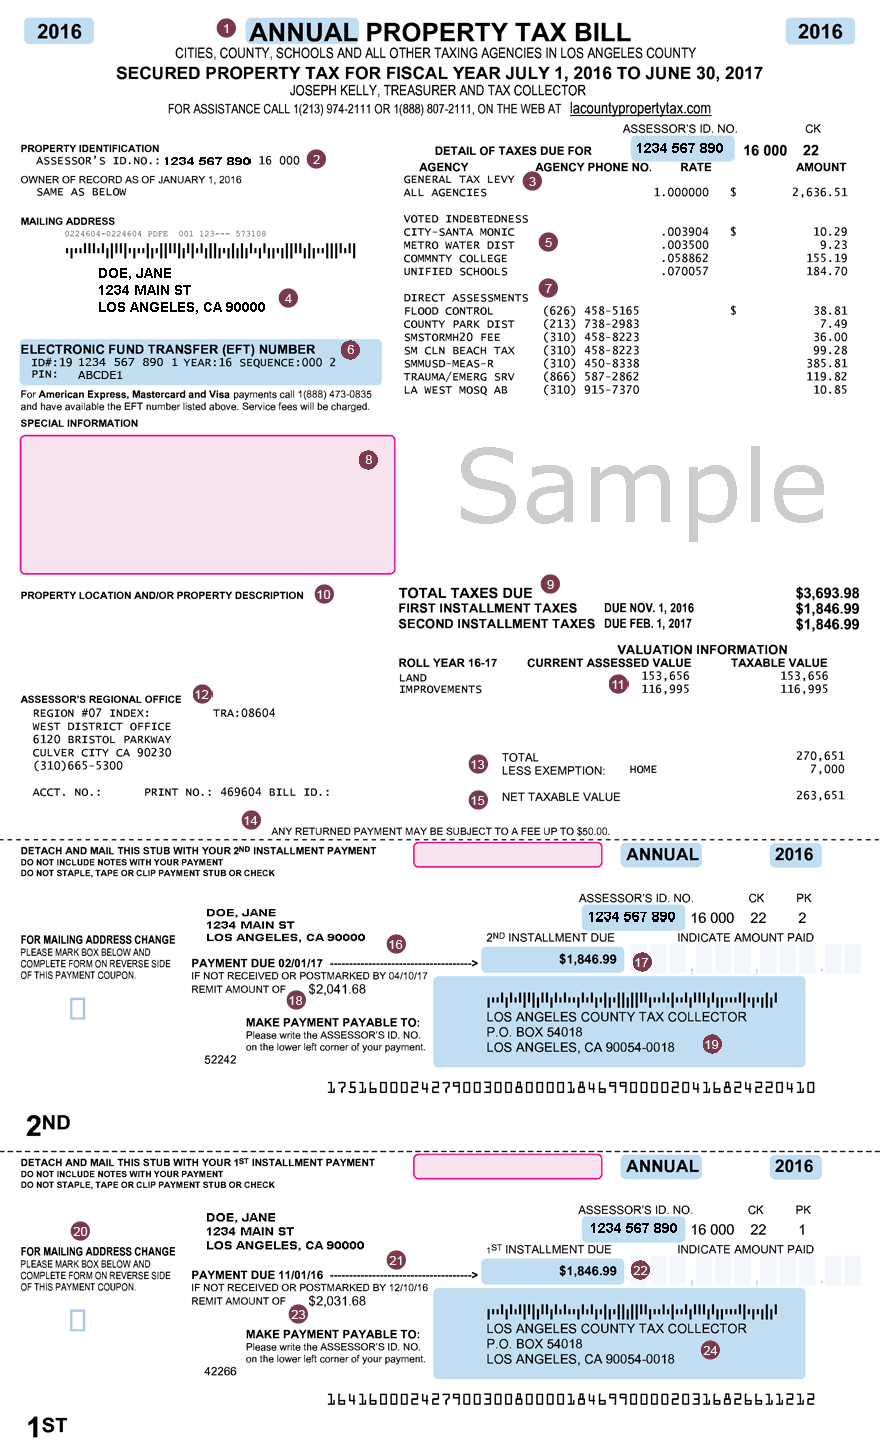 2016 1 ANNUAL PROPERTY TAX BILL 2016
CITIES, COUNTY, SCHOOLS AND ALL OTHER TAXING AGENCIES IN LOS ANGELES COUNTY
SECURED PROPERTY TAX FOR FISCAL YEAR JULY 1, 2016 TO JUNE 30, 2017
JOSEPH KELLY, TREASURER AND TAX COLLECTOR
FOR ASSISTANCE CALL 1(213) 974-2111 OR 1(888) 807-2111, ON THE WEB AT lacountypropertytax.com
PROPERTY IDENTIFICATION
ASSESSOR'S ID.NO.: 1234 567 890 16 000 2
OWNER OF RECORD AS OF JANUARY 1, 2016
SAME AS BELOW
MAILING ADDRESS
0224604-0224604 PDFE 001 123--- 573108
DOE, JANE
1234 MAIN ST
LOS ANGELES, CA 90000 4
ELECTRONIC FUND TRANSFER (EFT) NUMBER 6
ID#:19 1234 567 890 1 YEAR:16 SEQUENCE:000 2
PIN: ABCDE1
For American Express, Mastercard and Visa payments call 1(888) 473-0835
and have available the EFT number listed above. Service fees will be charged.
SPECIAL INFORMATION
8
PROPERTY LOCATION AND/OR PROPERTY DESCRIPTION 10
ASSESSOR'S REGIONAL OFFICE 12
REGION #07 INDEX: TRA:08604
WEST DISTRICT OFFICE
6120 BRISTOL PARKWAY
CULVER CITY CA 90230
(310)665-5300
ACCT. NO.: PRINT NO.: 469604 BILL ID.:
ASSESSOR'S ID. NO. CK
DETAIL OF TAXES DUE FOR 1234 567 890 16 000 22
AGENCY AGENCY PHONE NO. RATE AMOUNT
GENERAL TAX LEVY 3
ALL AGENCIES 1.000000 $ 2,636.51
VOTED INDEBTEDNESS
CITY-SANTA MONIC .003904 $ 10.29
METRO WATER DIST 5 .003500 9.23
COMMNTY COLLEGE .058862 155.19
UNIFIED SCHOOLS .070057 184.70
7
DIRECT ASSESSMENTS
FLOOD CONTROL (626) 458-5165 $ 38.81
COUNTY PARK DIST (213) 738-2983 7.49
SMSTORMH20 FEE (310) 458-8223 36.00
SM CLN BEACH TAX (310) 458-8223 99.28
SMMUSD-MEAS-R (310) 450-8338 385.81
TRAUMA/EMERG SRV (866) 587-2862 119.82
LA WEST MOSQ AB (310) 915-7370 10.85
Sample
TOTAL TAXES DUE 9 $3,693.98
FIRST INSTALLMENT TAXES DUE NOV. 1, 2016 $1,846.99
SECOND INSTALLMENT TAXES DUE FEB. 1, 2017 $1,846.99
VALUATION INFORMATION
ROLL YEAR 16-17 CURRENT ASSESSED VALUE TAXABLE VALUE
LAND 153,656 153,656
IMPROVEMENTS 11 116,995 116,995
13 TOTAL 270,651
LESS EXEMPTION: HOME 7,000
15 NET TAXABLE VALUE 263,651
14 ANY RETURNED PAYMENT MAY BE SUBJECT TO A FEE UP TO $50.00.
DETACH AND MAIL THIS STUB WITH YOUR 2ND INSTALLMENT PAYMENT ANNUAL 2016
DO NOT INCLUDE NOTES WITH YOUR PAYMENT
DO NOT STAPLE, TAPE OR CLIP PAYMENT STUB OR CHECK
ASSESSOR'S ID. NO. CK PK
1234 567 890 16 000 22 2
DOE, JANE
1234 MAIN ST
LOS ANGELES, CA 90000 16
2ND INSTALLMENT DUE INDICATE AMOUNT PAID
$1,846.99 17
FOR MAILING ADDRESS CHANGE
PLEASE MARK BOX BELOW AND
COMPLETE FORM ON REVERSE SIDE
OF THIS PAYMENT COUPON.
PAYMENT DUE 02/01/17 ------------------------------->
IF NOT RECEIVED OR POSTMARKED BY 04/10/17
REMIT AMOUNT OF 18 $2,041.68
MAKE PAYMENT PAYABLE TO:
Please write the ASSESSOR'S ID. NO.
on the lower left corner of your payment.
52242
LOS ANGELES COUNTY TAX COLLECTOR
P.O. BOX 54018
LOS ANGELES, CA 90054-0018 19
17516000242790030080000018469900000204168242​20410
2ND
DETACH AND MAIL THIS STUB WITH YOUR 1ST INSTALLMENT PAYMENT ANNUAL 2016
DO NOT INCLUDE NOTES WITH YOUR PAYMENT
DO NOT STAPLE, TAPE OR CLIP PAYMENT STUB OR CHECK
ASSESSOR'S ID. NO. CK PK
1234 567 890 16 000 22 1
DOE, JANE
1234 MAIN ST
LOS ANGELES, CA 90000 21
1ST INSTALLMENT DUE INDICATE AMOUNT PAID
$1,846.99 22
20
FOR MAILING ADDRESS CHANGE
PLEASE MARK BOX BELOW AND
COMPLETE FORM ON REVERSE SIDE
OF THIS PAYMENT COUPON.
PAYMENT DUE 11/01/16 ------------------------------->
IF NOT RECEIVED OR POSTMARKED BY 12/10/16
REMIT AMOUNT OF 23 $2,031.68
MAKE PAYMENT PAYABLE TO:
Please write the ASSESSOR'S ID. NO.
on the lower left corner of your payment.
42266
LOS ANGELES COUNTY TAX COLLECTOR
P.O. BOX 54018
LOS ANGELES, CA 90054-0018 24
16416000242790030080000018469900000203168266​11212
1ST